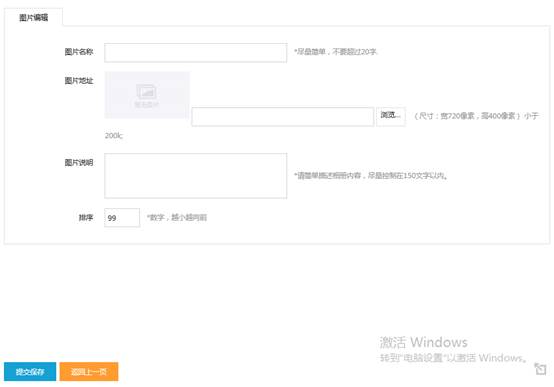 图片编辑
图片名称 *尽量简单，不要超过20字
图片地址 暂无图片 浏览... （尺寸：宽720像素，高400像素）小于
200k;
图片说明 *请简单描述相册内容，尽量控制在150文字以内。
排序 99 *数字，越小越向前
激活 Windows
转到"电脑设置"以激活 Windows。
提交保存 返回上一页